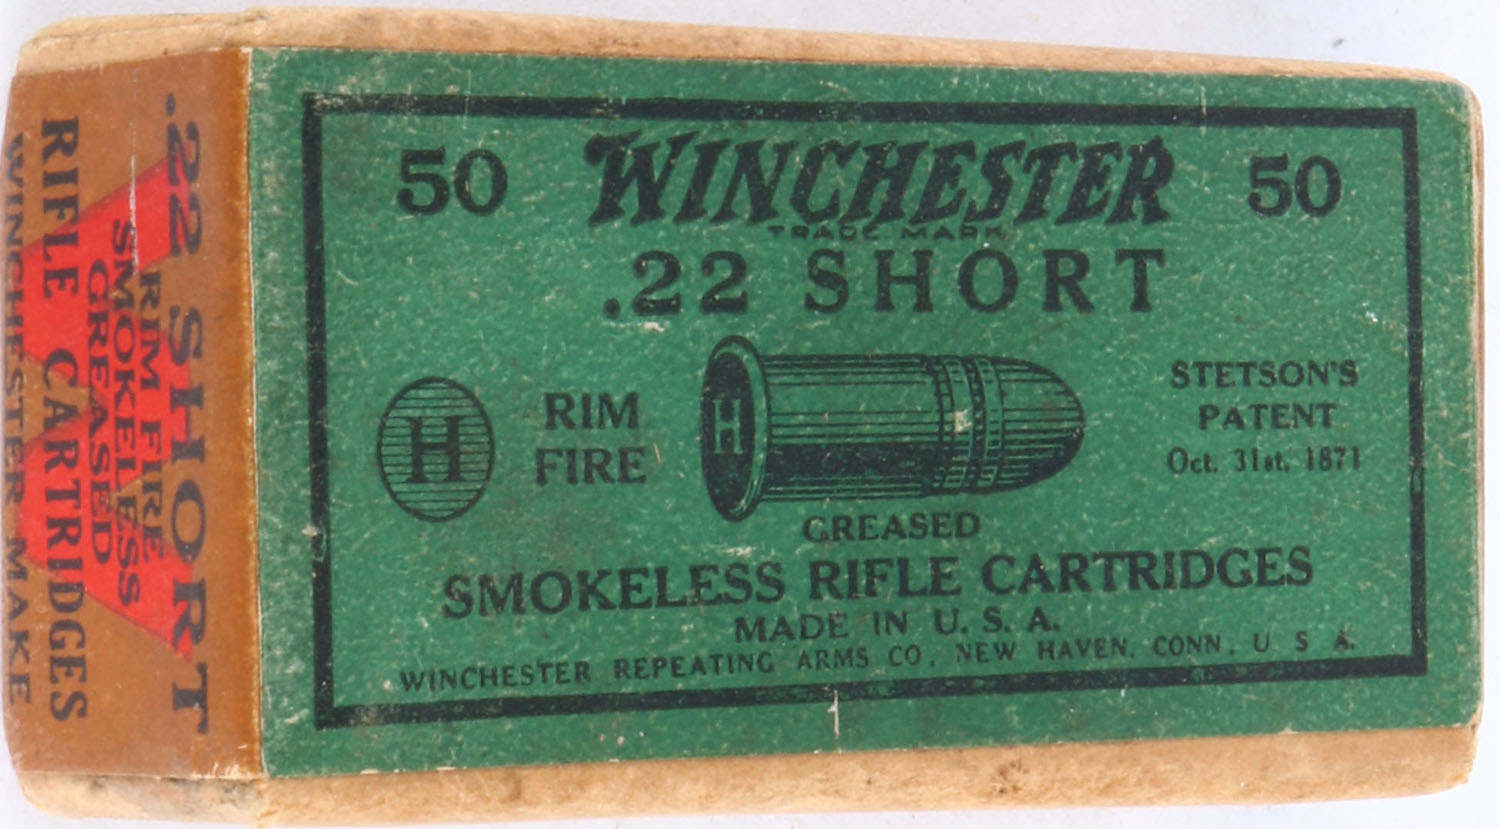 50 WINCHESTER 50
TRADE MARK
.22 SHORT
H
RIM
FIRE
H
STETSON'S
PATENT
Oct. 31st, 1871
GREASED
SMOKELESS RIFLE CARTRIDGES
MADE IN U. S. A.
WINCHESTER REPEATING ARMS CO. NEW HAVEN, CONN. U S A.
.22 SHORT
RIM FIRE
SMOKELESS
GREASED
RIFLE CARTRIDGES
WINCHESTER MAKE